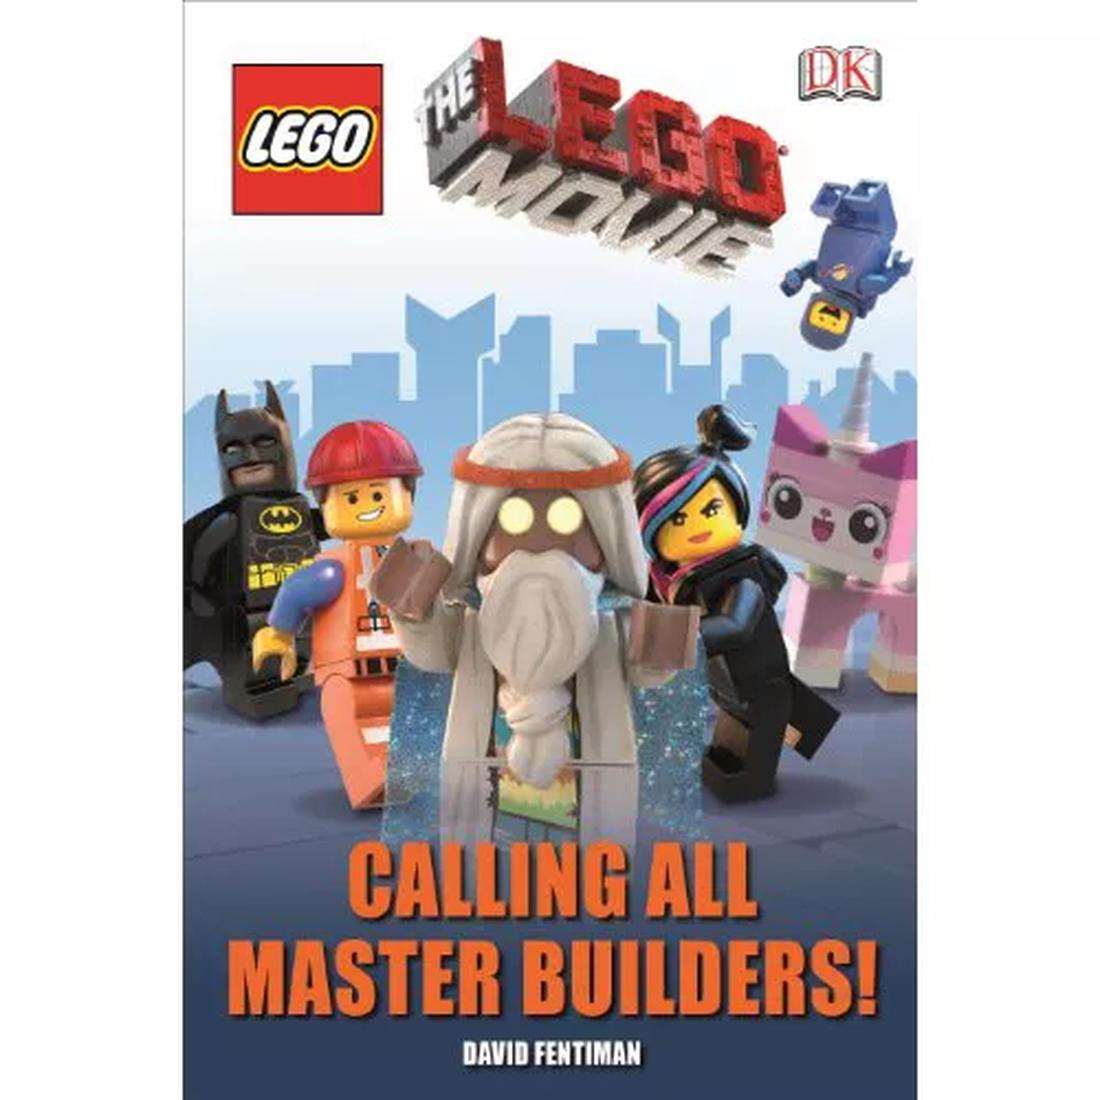 LEGO
THE
LEGO
MOVIE
DK
CALLING ALL
MASTER BUILDERS!
DAVID FENTIMAN